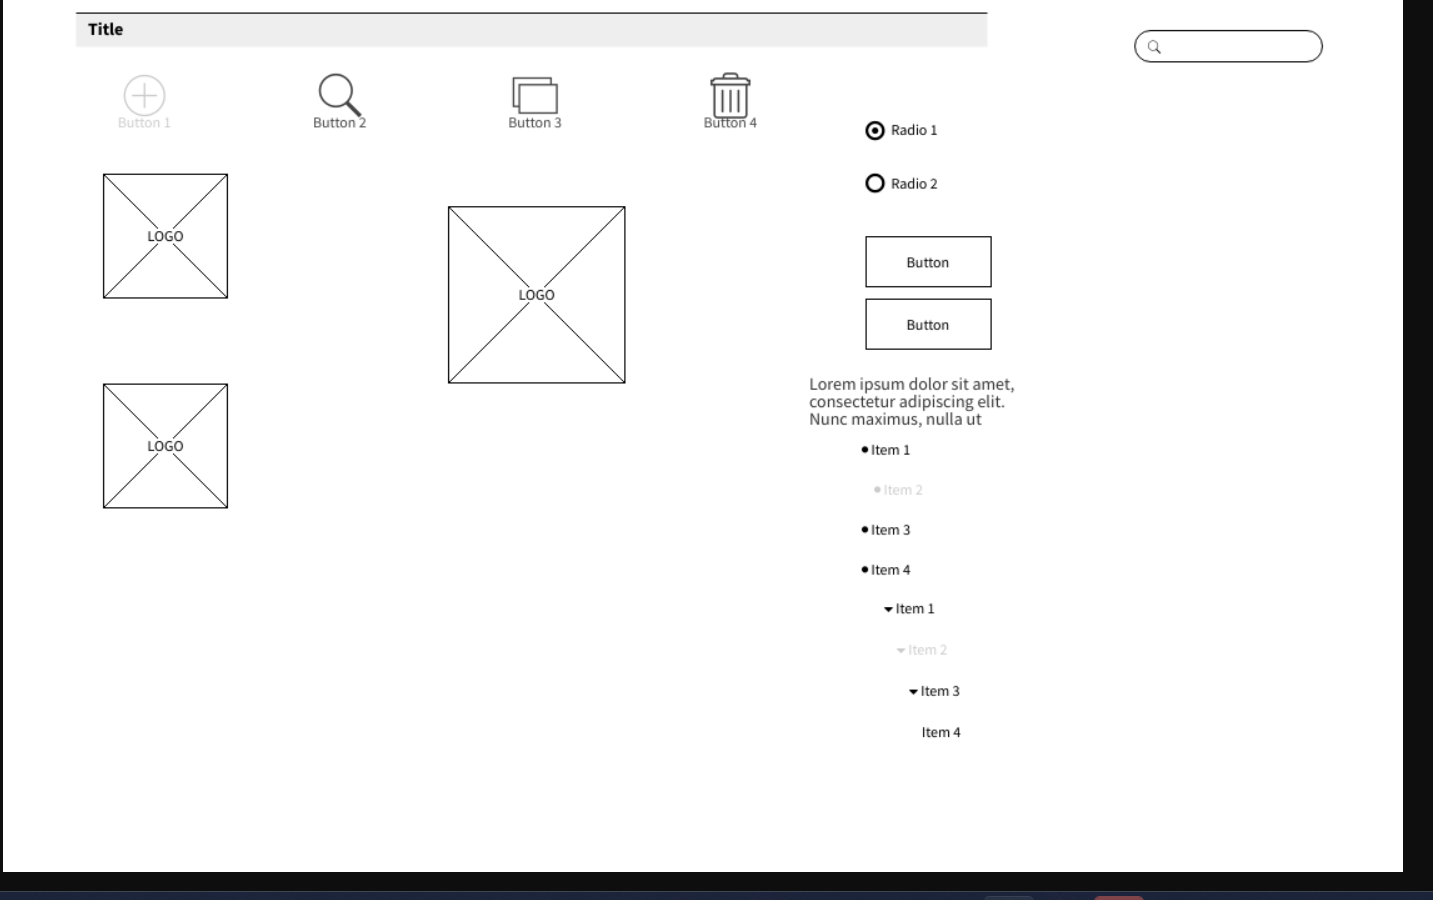 Title
Button 1
Button 2
Button 3
Button 4
Radio 1
Radio 2
LOGO
LOGO
Button
Button
Lorem ipsum dolor sit amet,
consectetur adipiscing elit.
Nunc maximus, nulla ut
LOGO
Item 1
Item 2
Item 3
Item 4
Item 1
Item 2
Item 3
Item 4